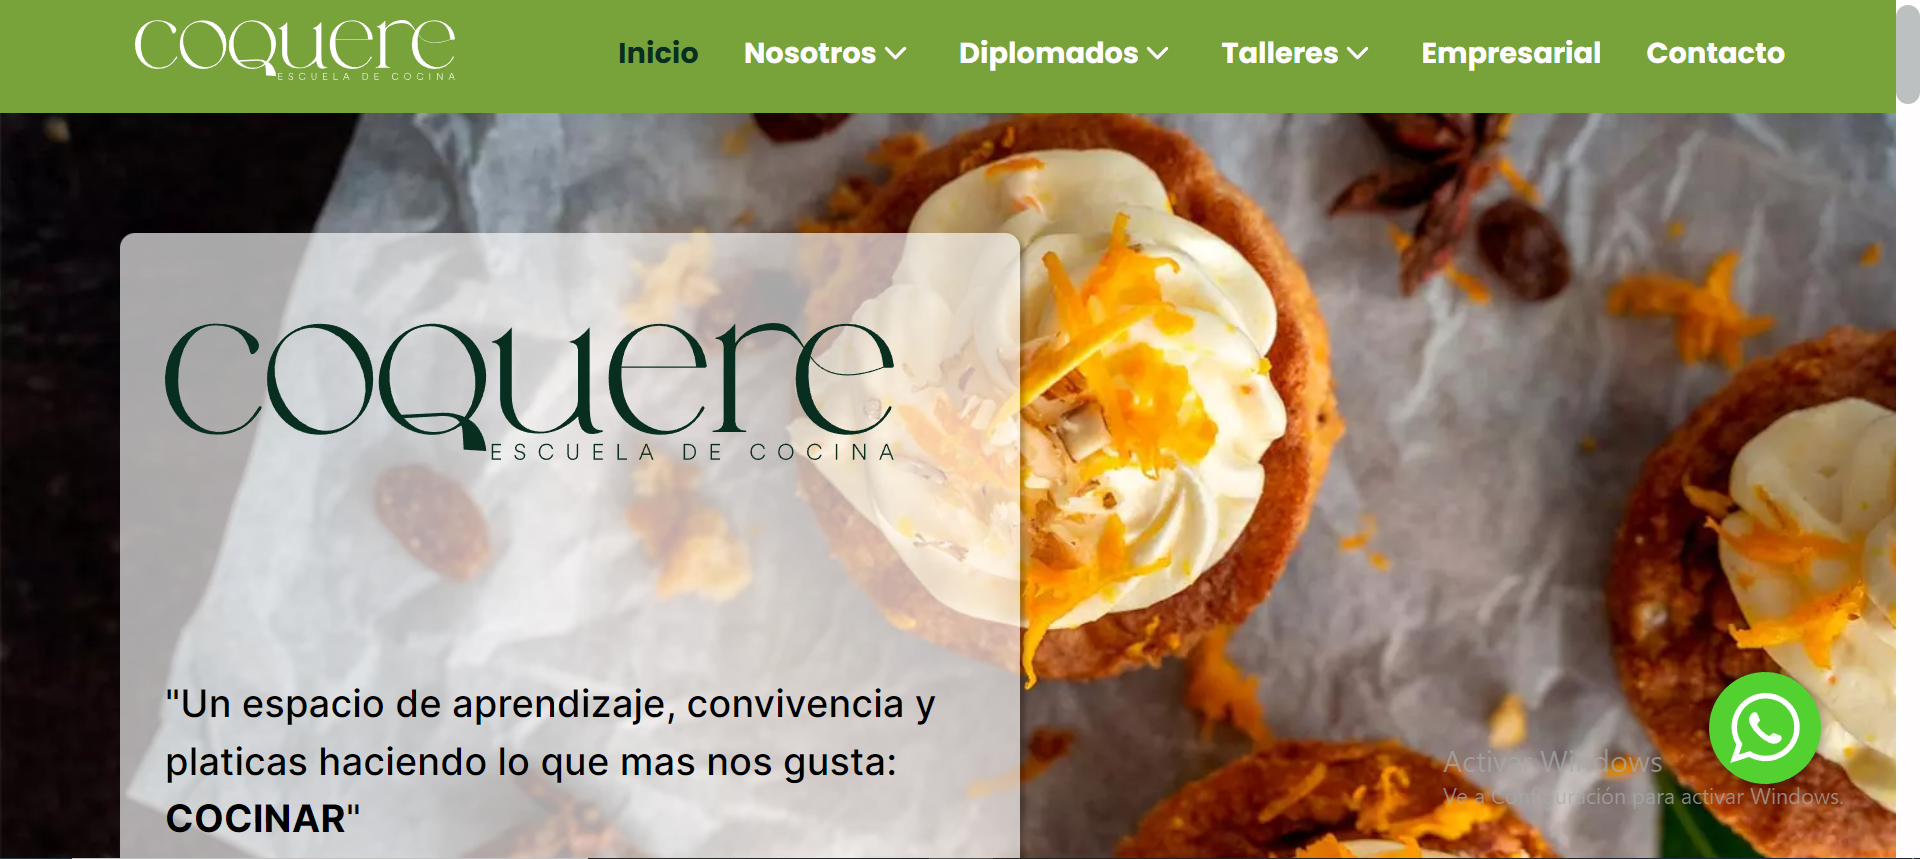 coquere
ESCUELA DE COCINA
Inicio Nosotros Diplomados Talleres Empresarial Contacto
coquere
ESCUELA DE COCINA
"Un espacio de aprendizaje, convivencia y
platicas haciendo lo que mas nos gusta:
COCINAR"
Activar Windows
Ve a Configuración para activar Windows.